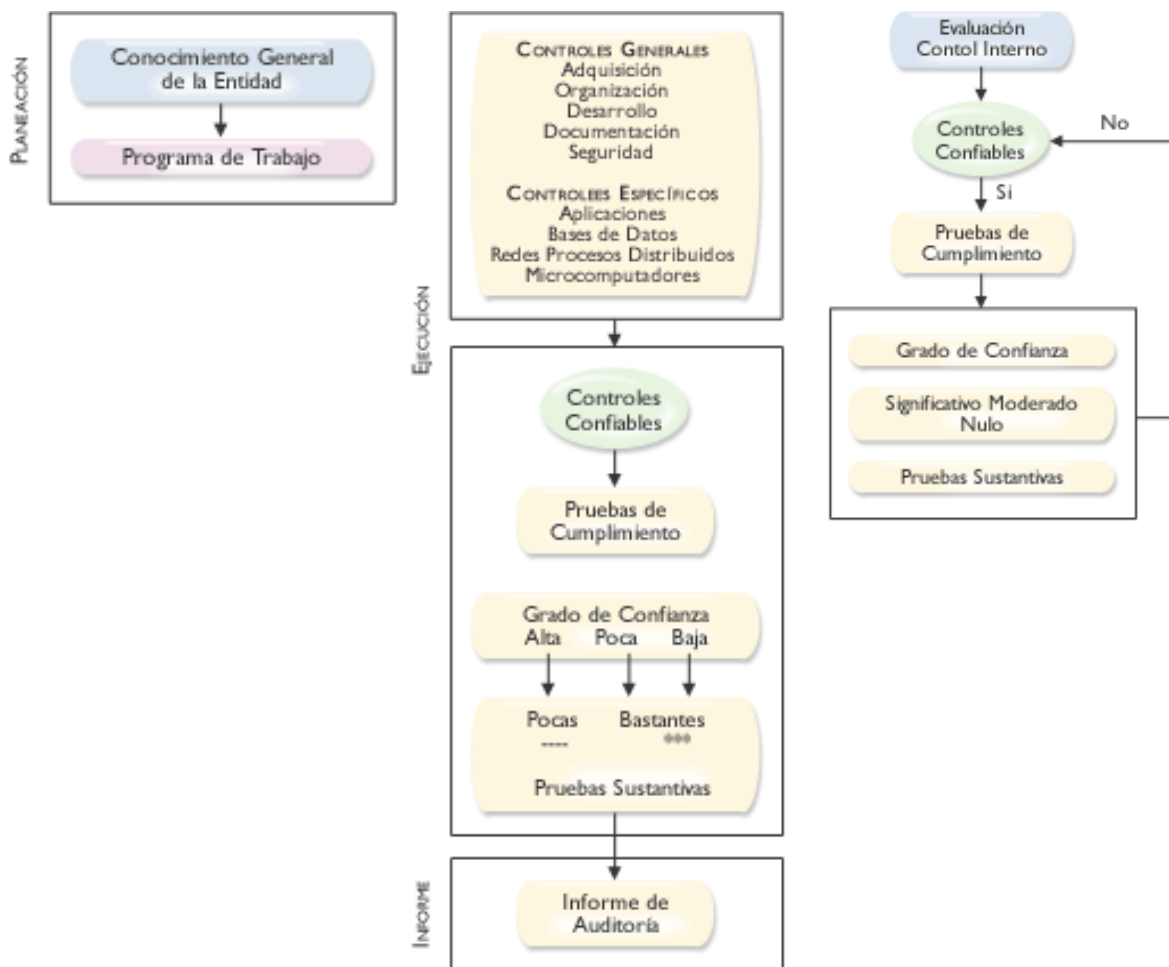 PLANEACIÓN
Conocimiento General
de la Entidad
Programa de Trabajo
EJECUCIÓN
CONTROLES GENERALES
Adquisición
Organización
Desarrollo
Documentación
Seguridad
CONTROLEES ESPECÍFICOS
Aplicaciones
Bases de Datos
Redes Procesos Distribuidos
Microcomputadores
Controles
Confiables
Pruebas de
Cumplimiento
Grado de Confianza
Alta Poca Baja
Pocas Bastantes
---- ***
Pruebas Sustantivas
INFORME
Informe de
Auditoría
Evaluación
Contol Interno
Controles
Confiables
No
Si
Pruebas de
Cumplimiento
Grado de Confianza
Significativo Moderado
Nulo
Pruebas Sustantivas